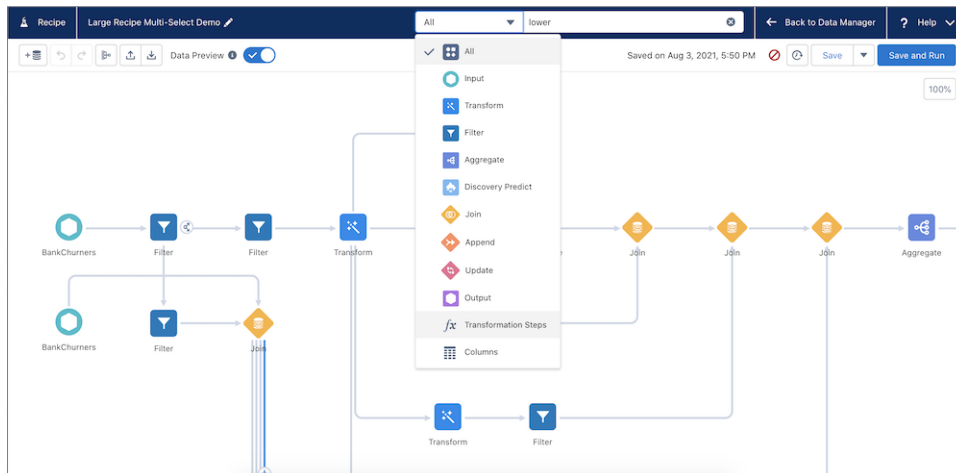 Recipe
Large Recipe Multi-Select Demo
All
lower
Back to Data Manager
? Help
Data Preview
Saved on Aug 3, 2021, 5:50 PM
Save
Save and Run
100%
All
Input
Transform
Filter
Aggregate
Discovery Predict
Join
Append
Update
Output
fx Transformation Steps
Columns
BankChurners
Filter
Filter
Transform
e
Join
Join
Join
Aggregate
BankChurners
Filter
Join
Transform
Filter